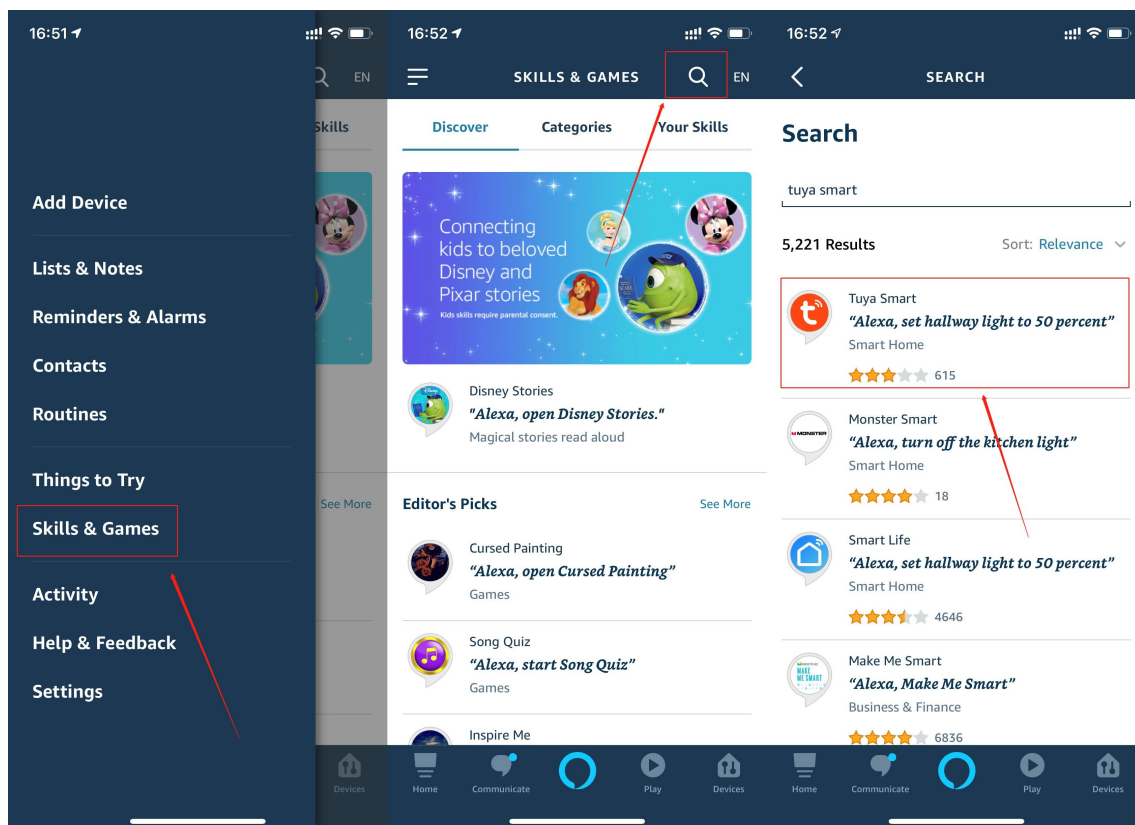 16:51
EN
Skills
Add Device
Lists & Notes
Reminders & Alarms
Contacts
Routines
Things to Try
See More
Skills & Games
Activity
Help & Feedback
Settings
Devices
16:52
SKILLS & GAMES
EN
Discover
Categories
Your Skills
Connecting
kids to beloved
Disney and
Pixar stories
Kids skills require parental consent.
Disney Stories
"Alexa, open Disney Stories."
Magical stories read aloud
Editor's Picks
See More
Cursed Painting
“Alexa, open Cursed Painting”
Games
Song Quiz
“Alexa, start Song Quiz”
Games
Inspire Me
Home
Communicate
Play
Devices
16:52
SEARCH
Search
tuya smart
5,221 Results
Sort: Relevance
Tuya Smart
“Alexa, set hallway light to 50 percent”
Smart Home
615
MONSTER
Monster Smart
“Alexa, turn off the kitchen light”
Smart Home
18
Smart Life
“Alexa, set hallway light to 50 percent”
Smart Home
4646
MAKE
ME SMART
Make Me Smart
“Alexa, Make Me Smart”
Business & Finance
6836
Home
Communicate
Play
Devices